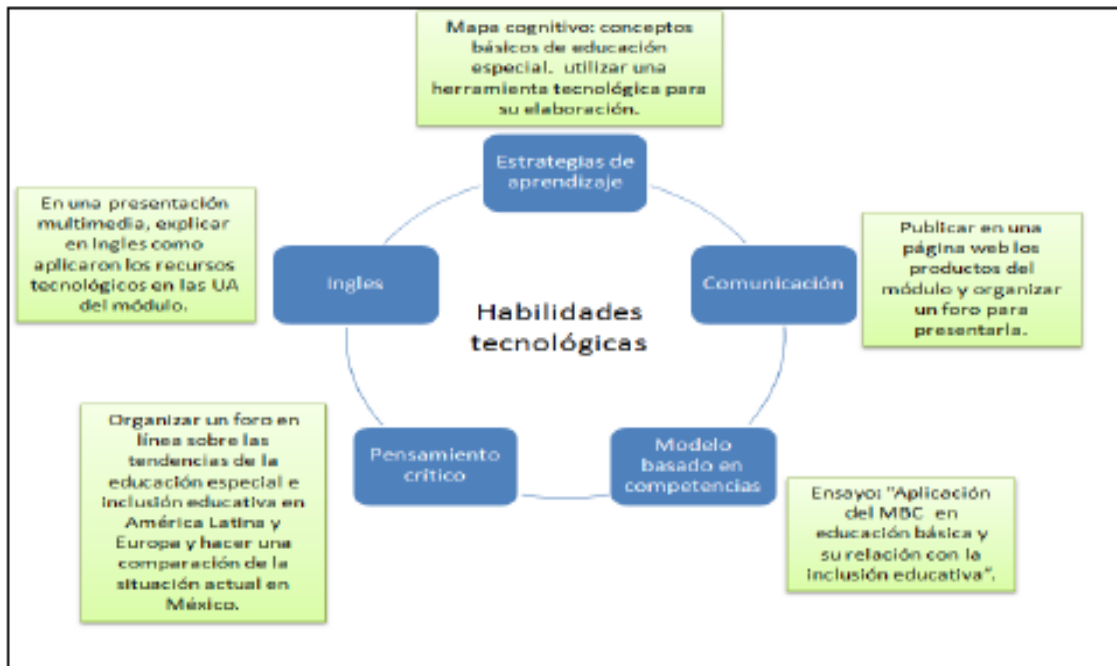 Mapa cognitivo: conceptos
básicos de educación
especial. utilizar una
herramienta tecnológica para
su elaboración.
Estrategias de
aprendizaje
En una presentación
multimedia, explicar
en Ingles como
aplicaron los recursos
tecnológicos en las UA
del módulo.
Ingles
Habilidades
tecnológicas
Comunicación
Publicar en una
página web los
productos del
módulo y organizar
un foro para
presentarla.
Organizar un foro en
línea sobre las
tendencias de la
educación especial e
inclusión educativa en
América Latina y
Europa y hacer una
comparación de la
situación actual en
México.
Pensamiento
crítico
Modelo
basado en
competencias
Ensayo: "Aplicación
del MBC en
educación básica y
su relación con la
inclusión educativa".